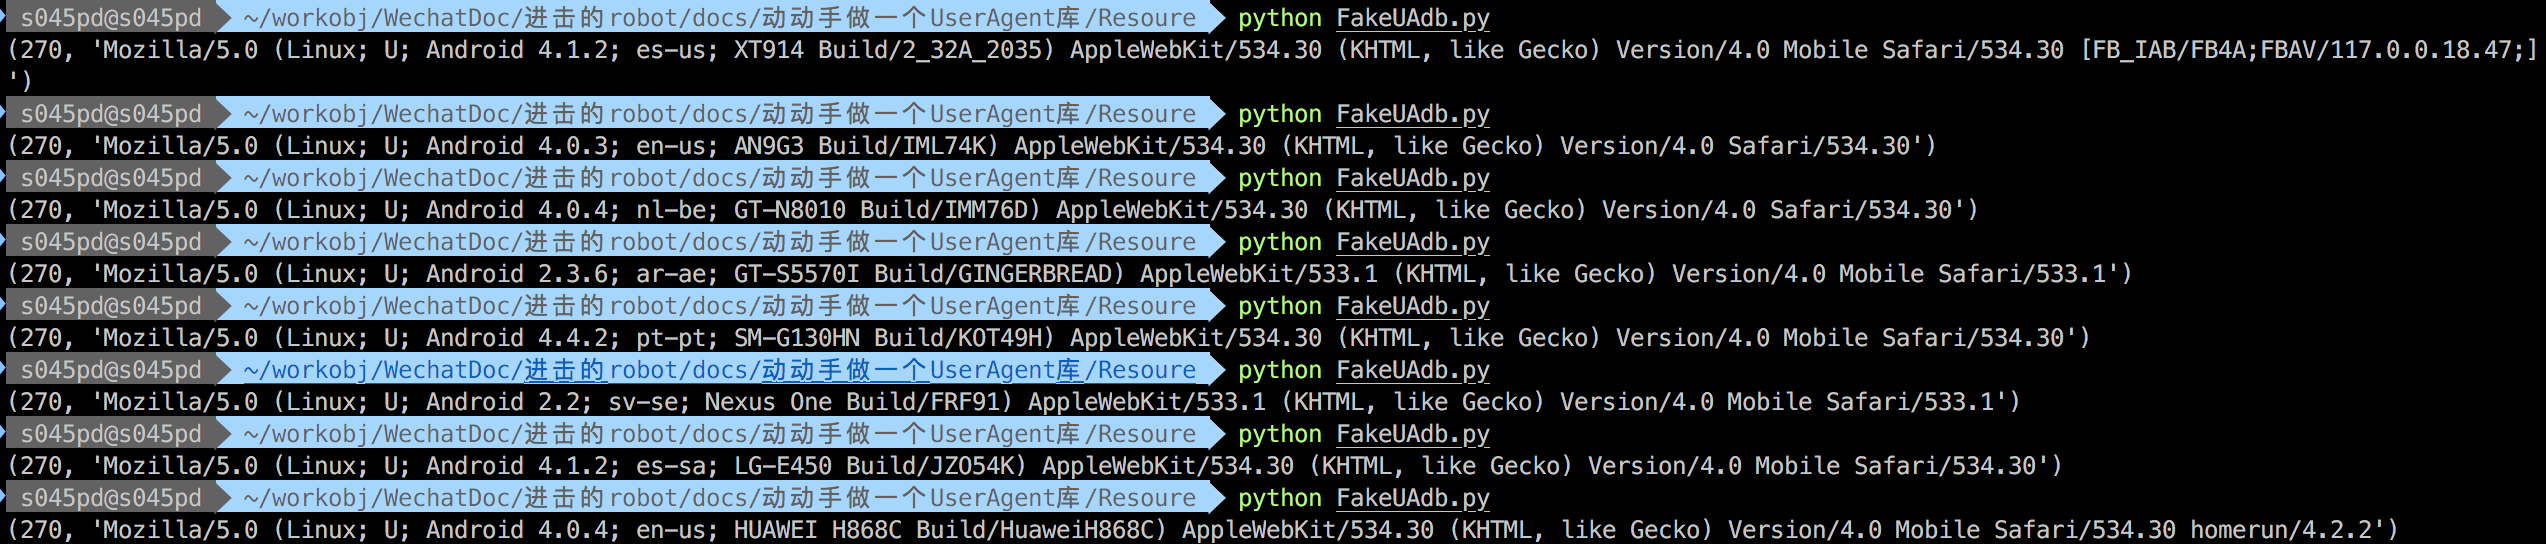 s045pd@s045pd ~/workobj/WechatDoc/进击的robot/docs/动动手做一个UserAgent库/Resoure python FakeUAdb.py
(270, 'Mozilla/5.0 (Linux; U; Android 4.1.2; es-us; XT914 Build/2_32A_2035) AppleWebKit/534.30 (KHTML, like Gecko) Version/4.0 Mobile Safari/534.30 [FB_IAB/FB4A;FBAV/117.0.0.18.47;]
')
s045pd@s045pd ~/workobj/WechatDoc/进击的robot/docs/动动手做一个UserAgent库/Resoure python FakeUAdb.py
(270, 'Mozilla/5.0 (Linux; U; Android 4.0.3; en-us; AN9G3 Build/IML74K) AppleWebKit/534.30 (KHTML, like Gecko) Version/4.0 Safari/534.30')
s045pd@s045pd ~/workobj/WechatDoc/进击的robot/docs/动动手做一个UserAgent库/Resoure python FakeUAdb.py
(270, 'Mozilla/5.0 (Linux; U; Android 4.0.4; nl-be; GT-N8010 Build/IMM76D) AppleWebKit/534.30 (KHTML, like Gecko) Version/4.0 Safari/534.30')
s045pd@s045pd ~/workobj/WechatDoc/进击的robot/docs/动动手做一个UserAgent库/Resoure python FakeUAdb.py
(270, 'Mozilla/5.0 (Linux; U; Android 2.3.6; ar-ae; GT-S5570I Build/GINGERBREAD) AppleWebKit/533.1 (KHTML, like Gecko) Version/4.0 Mobile Safari/533.1')
s045pd@s045pd ~/workobj/WechatDoc/进击的robot/docs/动动手做一个UserAgent库/Resoure python FakeUAdb.py
(270, 'Mozilla/5.0 (Linux; U; Android 4.4.2; pt-pt; SM-G130HN Build/KOT49H) AppleWebKit/534.30 (KHTML, like Gecko) Version/4.0 Mobile Safari/534.30')
s045pd@s045pd ~/workobj/WechatDoc/进击的robot/docs/动动手做一个UserAgent库/Resoure python FakeUAdb.py
(270, 'Mozilla/5.0 (Linux; U; Android 2.2; sv-se; Nexus One Build/FRF91) AppleWebKit/533.1 (KHTML, like Gecko) Version/4.0 Mobile Safari/533.1')
s045pd@s045pd ~/workobj/WechatDoc/进击的robot/docs/动动手做一个UserAgent库/Resoure python FakeUAdb.py
(270, 'Mozilla/5.0 (Linux; U; Android 4.1.2; es-sa; LG-E450 Build/JZO54K) AppleWebKit/534.30 (KHTML, like Gecko) Version/4.0 Mobile Safari/534.30')
s045pd@s045pd ~/workobj/WechatDoc/进击的robot/docs/动动手做一个UserAgent库/Resoure python FakeUAdb.py
(270, 'Mozilla/5.0 (Linux; U; Android 4.0.4; en-us; HUAWEI H868C Build/HuaweiH868C) AppleWebKit/534.30 (KHTML, like Gecko) Version/4.0 Mobile Safari/534.30 homerun/4.2.2')